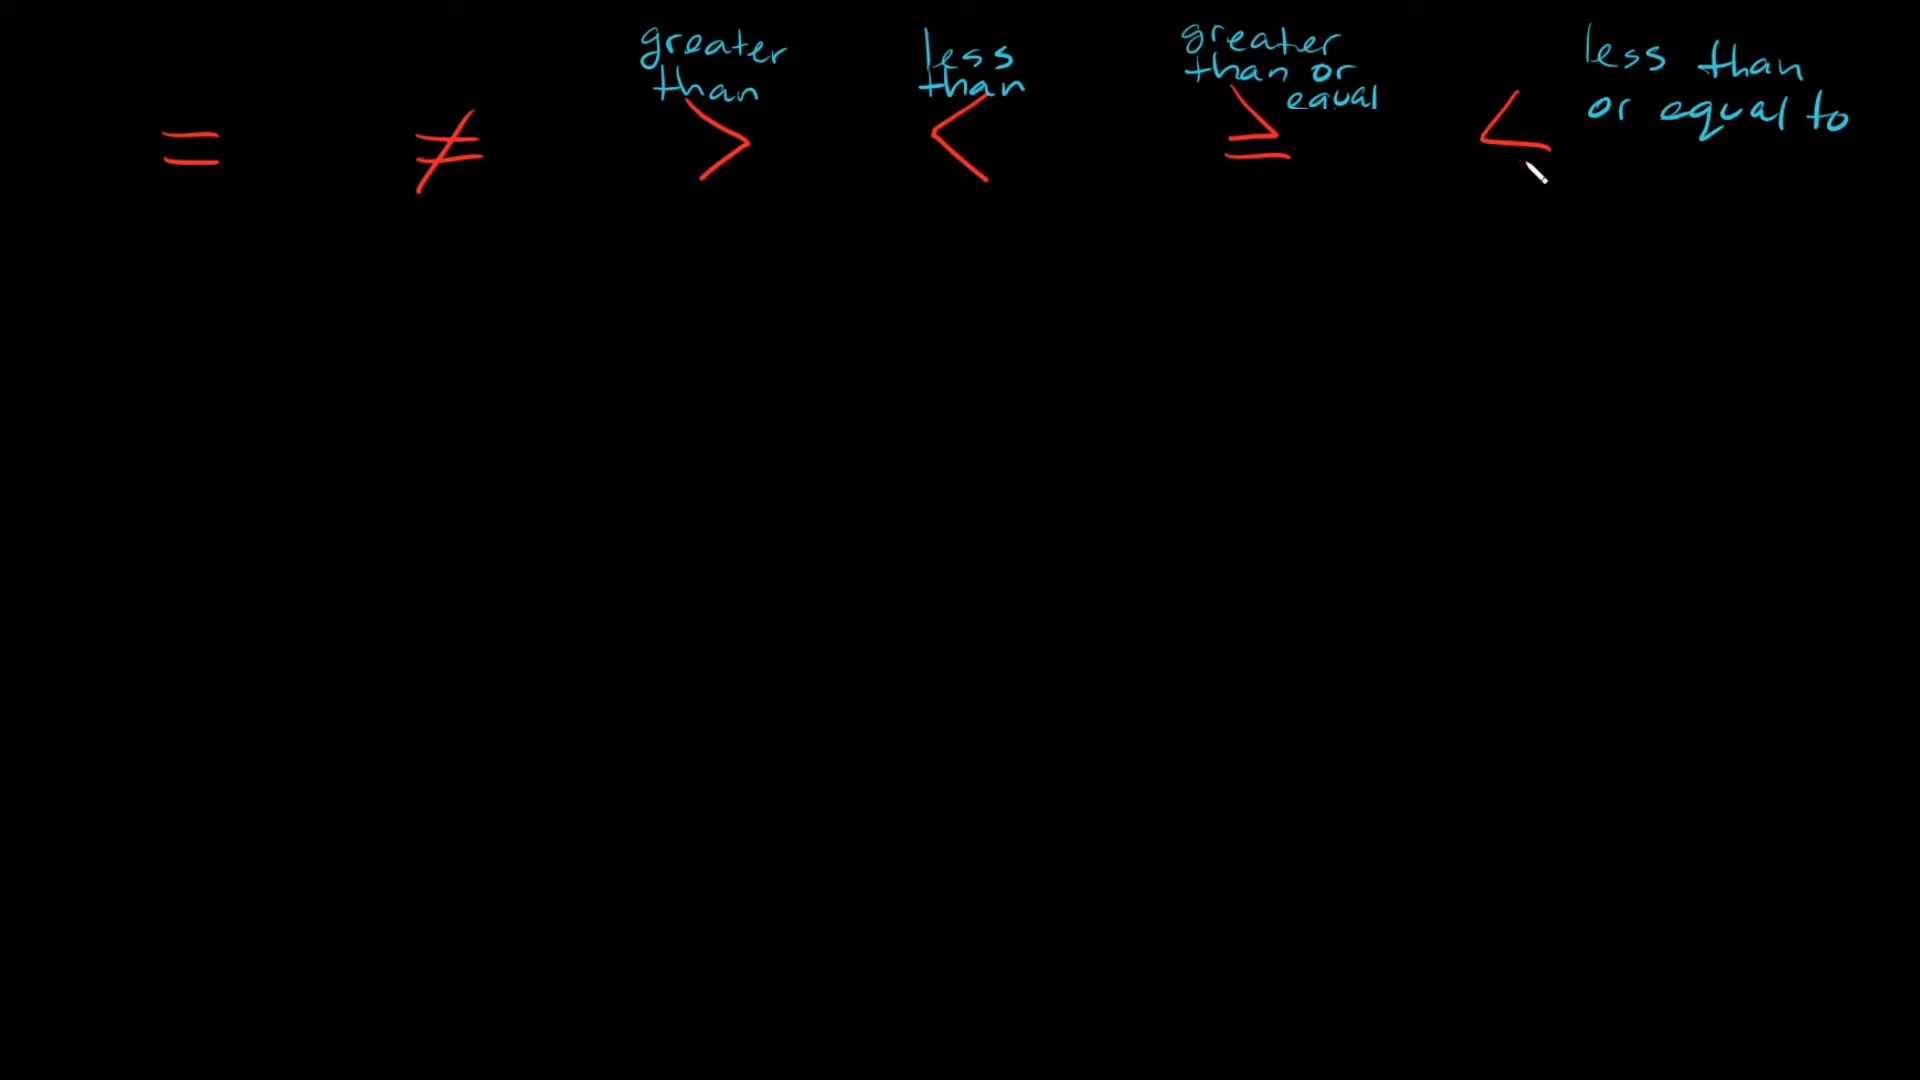 greater
than
less
than
greater
than or
equal
less than
or equal to
= ≠ > < ≥ <